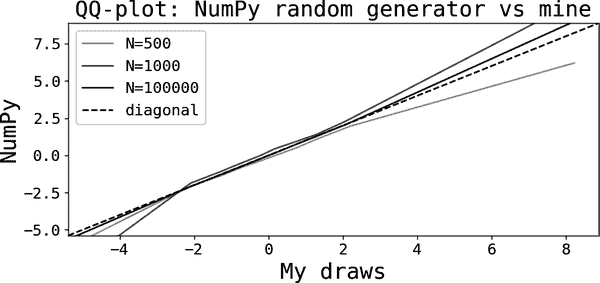 QQ-plot: NumPy random generator vs mine
N=500
N=1000
N=100000
diagonal
NumPy
7.5
5.0
2.5
0.0
−2.5
−5.0
−4 −2 0 2 4 6 8
My draws